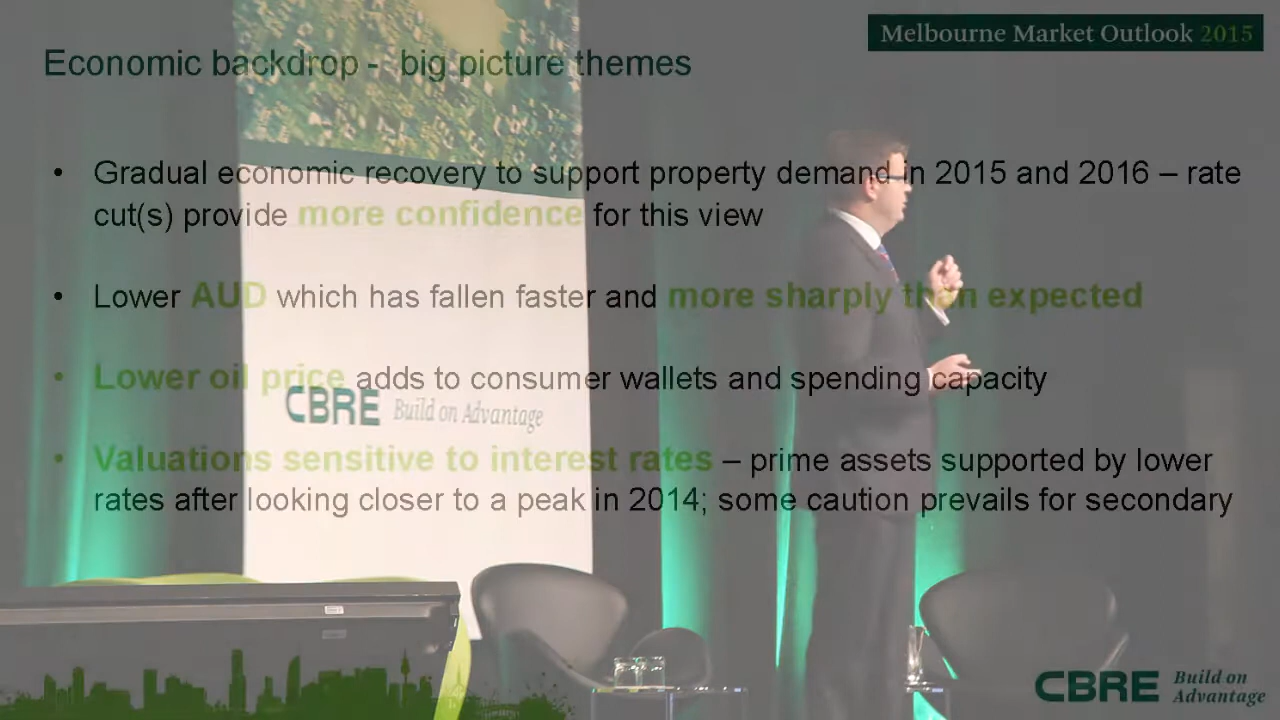 Melbourne Market Outlook 2015
Economic backdrop - big picture themes
• Gradual economic recovery to support property demand in 2015 and 2016 – rate
cut(s) provide more confidence for this view
• Lower AUD which has fallen faster and more sharply than expected
• Lower oil price adds to consumer wallets and spending capacity
CBRE Build on Advantage
• Valuations sensitive to interest rates – prime assets supported by lower
rates after looking closer to a peak in 2014; some caution prevails for secondary
CBRE Build on
Advantage